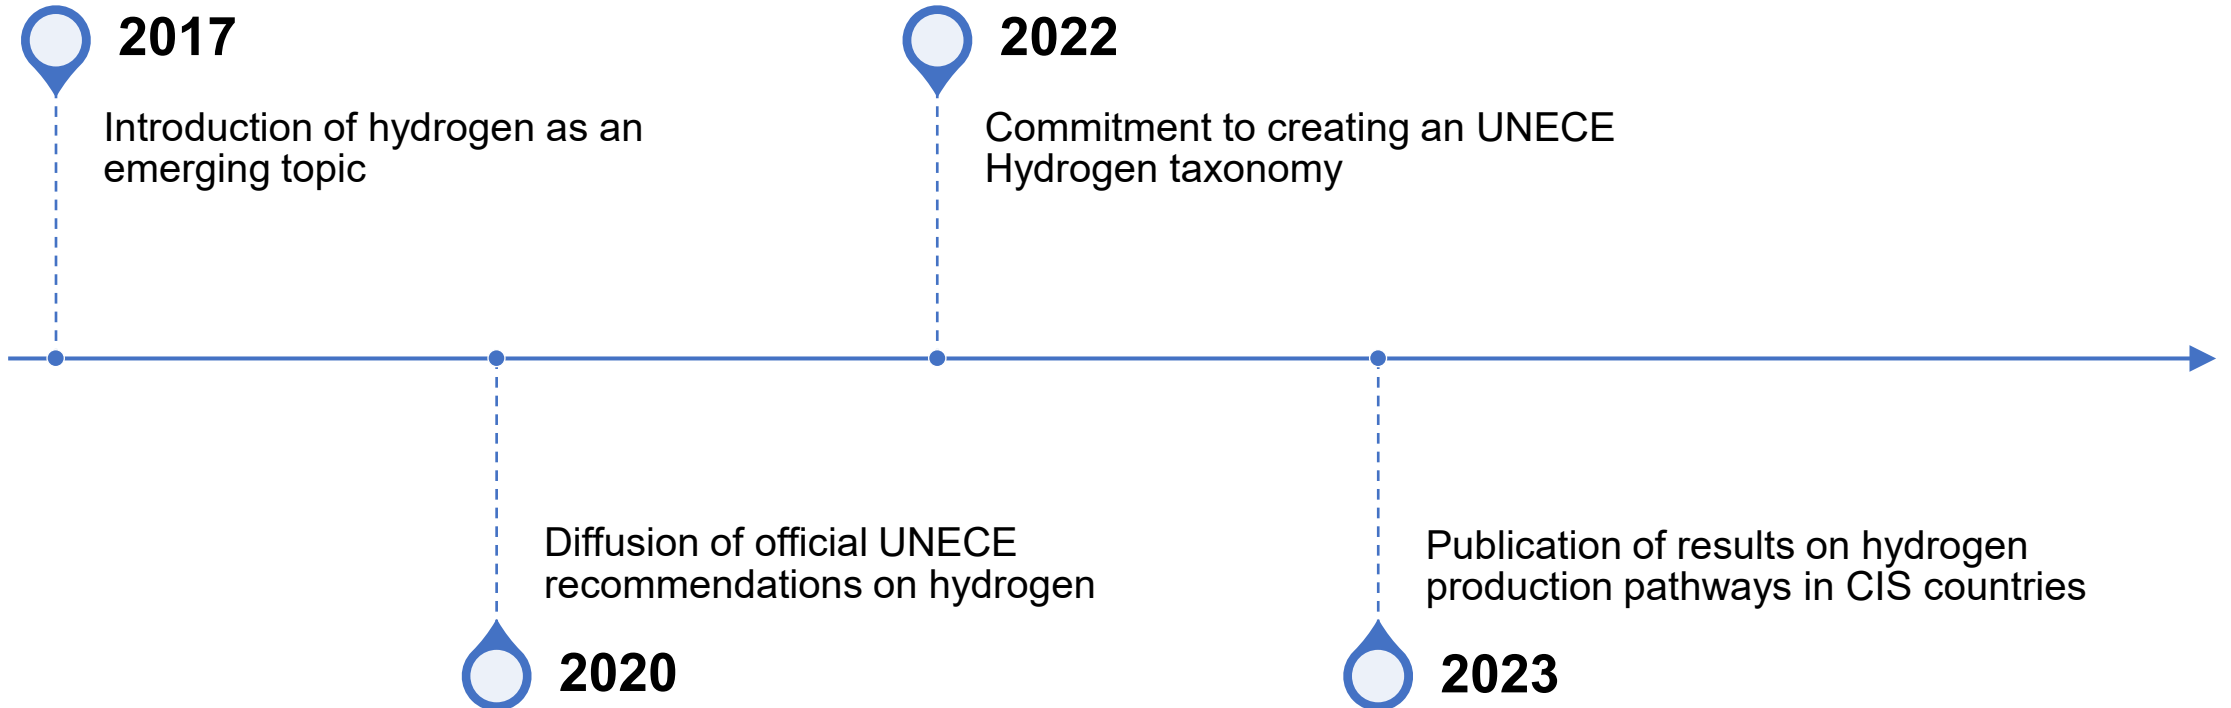 2017
Introduction of hydrogen as an
emerging topic
2022
Commitment to creating an UNECE
Hydrogen taxonomy
Diffusion of official UNECE
recommendations on hydrogen
2020
Publication of results on hydrogen
production pathways in CIS countries
2023